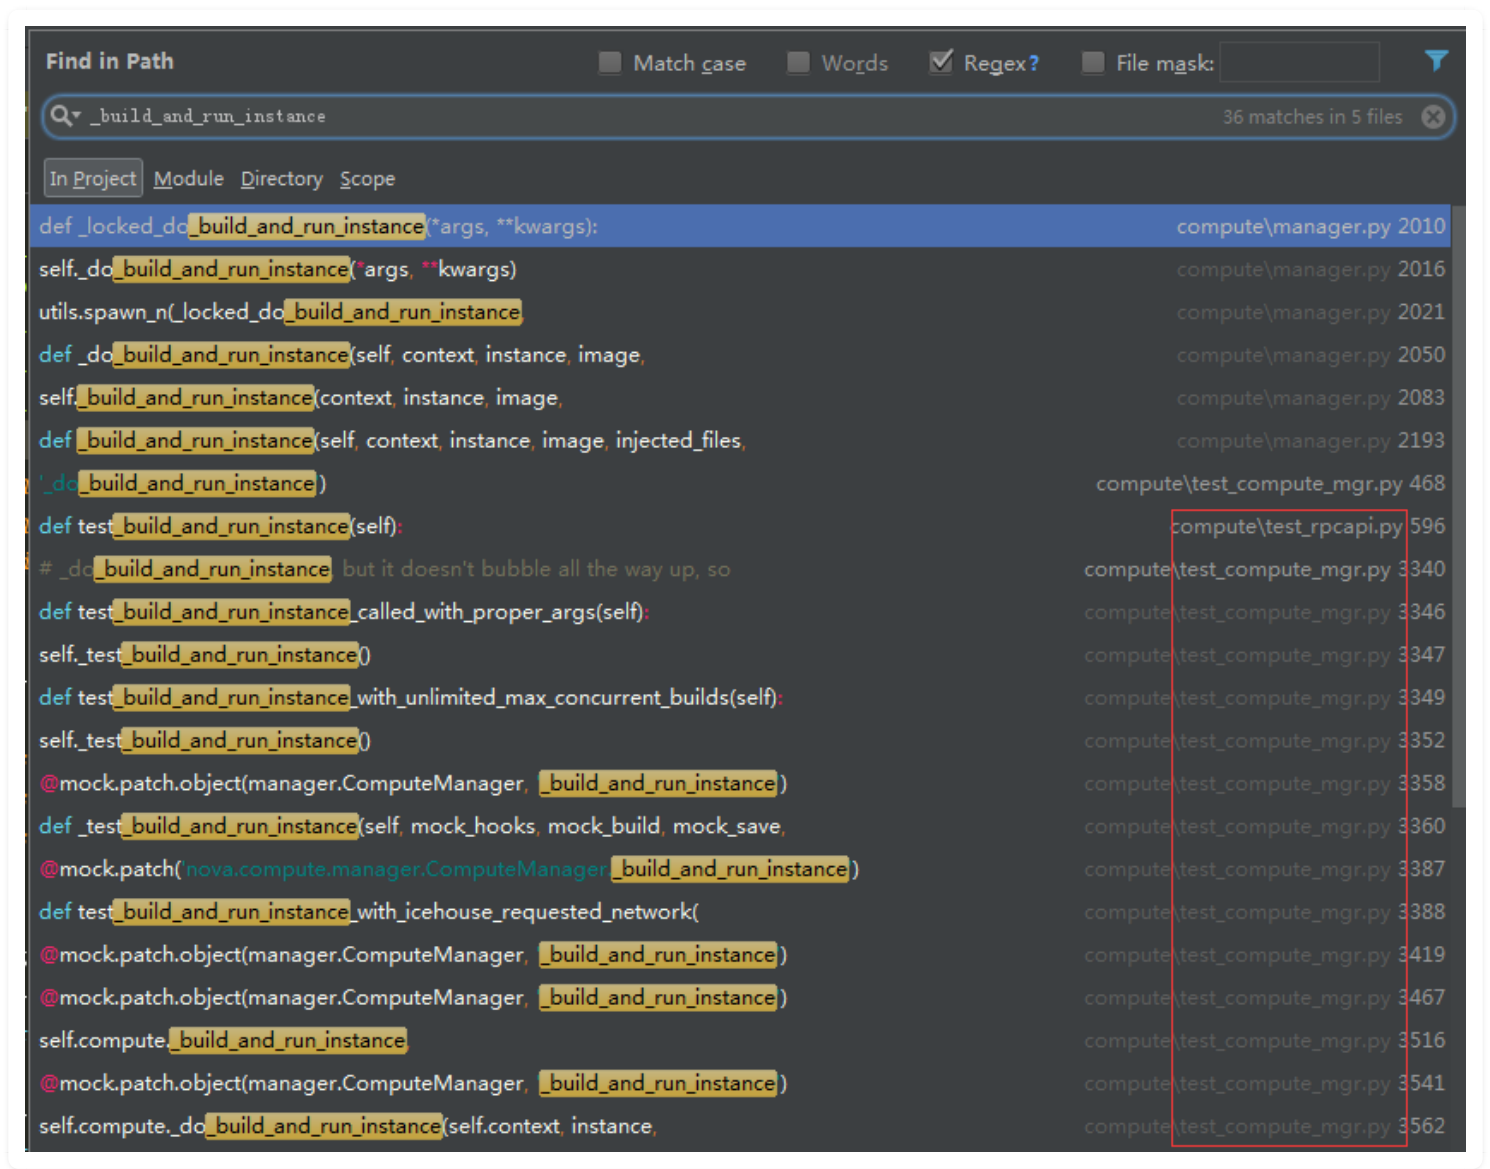 Find in Path Match case Words Regex? File mask:
_build_and_run_instance 36 matches in 5 files
In Project Module Directory Scope
def _locked_do_build_and_run_instance(*args, **kwargs): compute\manager.py 2010
self._do_build_and_run_instance(*args, **kwargs) compute\manager.py 2016
utils.spawn_n(_locked_do_build_and_run_instance, compute\manager.py 2021
def _do_build_and_run_instance(self, context, instance, image, compute\manager.py 2050
self._build_and_run_instance(context, instance, image, compute\manager.py 2083
def _build_and_run_instance(self, context, instance, image, injected_files, compute\manager.py 2193
'_do_build_and_run_instance') compute\test_compute_mgr.py 468
def test_build_and_run_instance(self): compute\test_rpcapi.py 596
# _do_build_and_run_instance, but it doesn't bubble all the way up, so compute\test_compute_mgr.py 3340
def test_build_and_run_instance_called_with_proper_args(self): compute\test_compute_mgr.py 3346
self._test_build_and_run_instance() compute\test_compute_mgr.py 3347
def test_build_and_run_instance_with_unlimited_max_concurrent_builds(self): compute\test_compute_mgr.py 3349
self._test_build_and_run_instance() compute\test_compute_mgr.py 3352
@mock.patch.object(manager.ComputeManager, '_build_and_run_instance') compute\test_compute_mgr.py 3358
def _test_build_and_run_instance(self, mock_hooks, mock_build, mock_save, compute\test_compute_mgr.py 3360
@mock.patch('nova.compute.manager.ComputeManager._build_and_run_instance') compute\test_compute_mgr.py 3387
def test_build_and_run_instance_with_icehouse_requested_network( compute\test_compute_mgr.py 3388
@mock.patch.object(manager.ComputeManager, '_build_and_run_instance') compute\test_compute_mgr.py 3419
@mock.patch.object(manager.ComputeManager, '_build_and_run_instance') compute\test_compute_mgr.py 3467
self.compute._build_and_run_instance, compute\test_compute_mgr.py 3516
@mock.patch.object(manager.ComputeManager, '_build_and_run_instance') compute\test_compute_mgr.py 3541
self.compute._do_build_and_run_instance(self.context, instance, compute\test_compute_mgr.py 3562